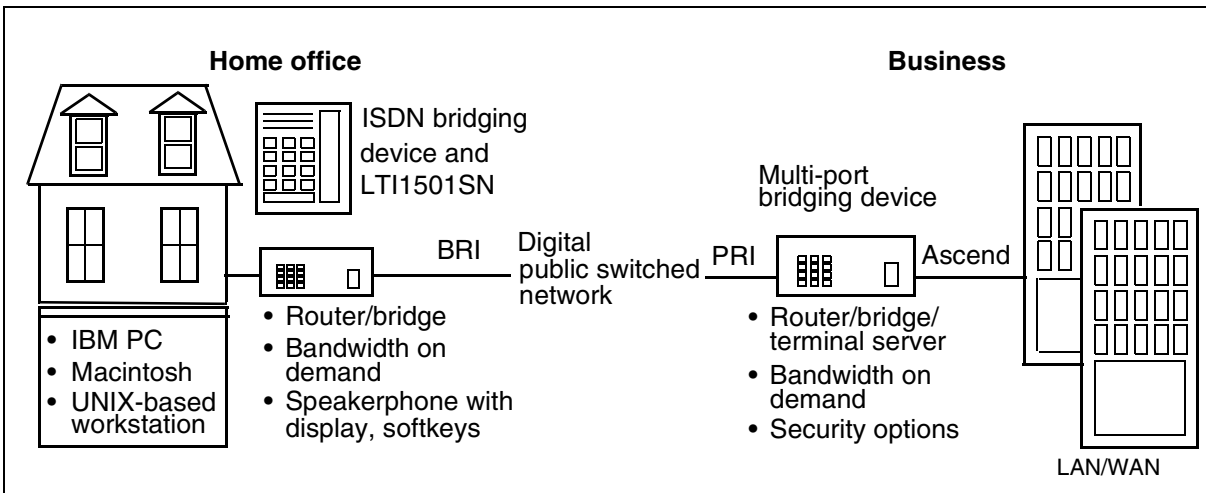 Home office
Business
ISDN bridging
device and
LTI1501SN
Multi-port
bridging device
BRI
Digital
public switched
network
PRI
Ascend
• IBM PC
• Macintosh
• UNIX-based
workstation
• Router/bridge
• Bandwidth on
demand
• Speakerphone with
display, softkeys
• Router/bridge/
terminal server
• Bandwidth on
demand
• Security options
LAN/WAN